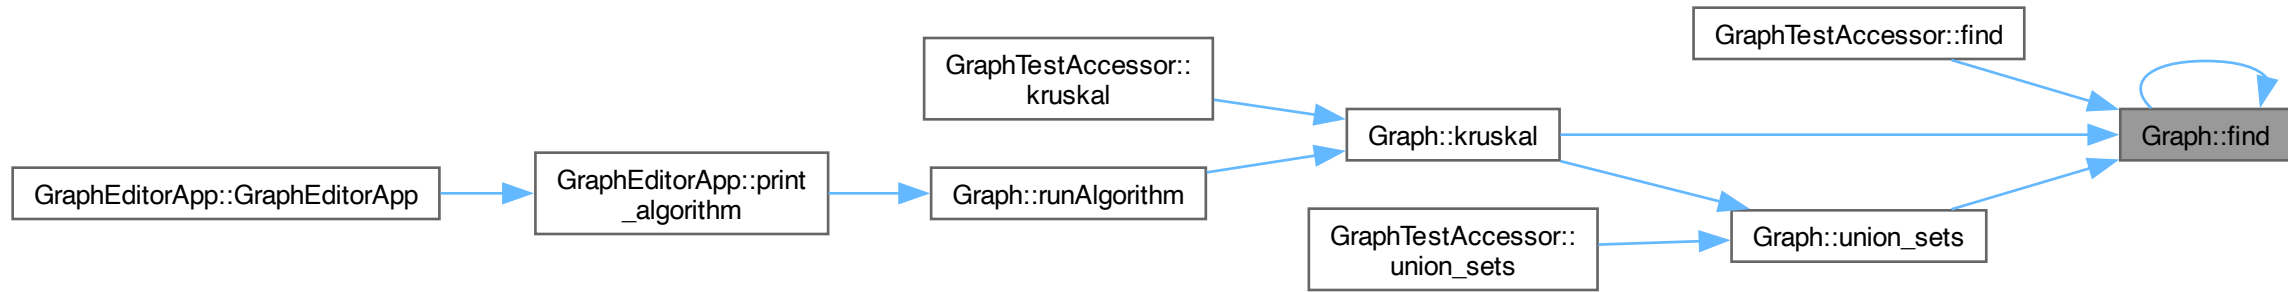 GraphEditorApp::GraphEditorApp
GraphEditorApp::print
_algorithm
GraphTestAccessor::
kruskal
Graph::runAlgorithm
Graph::kruskal
GraphTestAccessor::
union_sets
GraphTestAccessor::find
Graph::union_sets
Graph::find